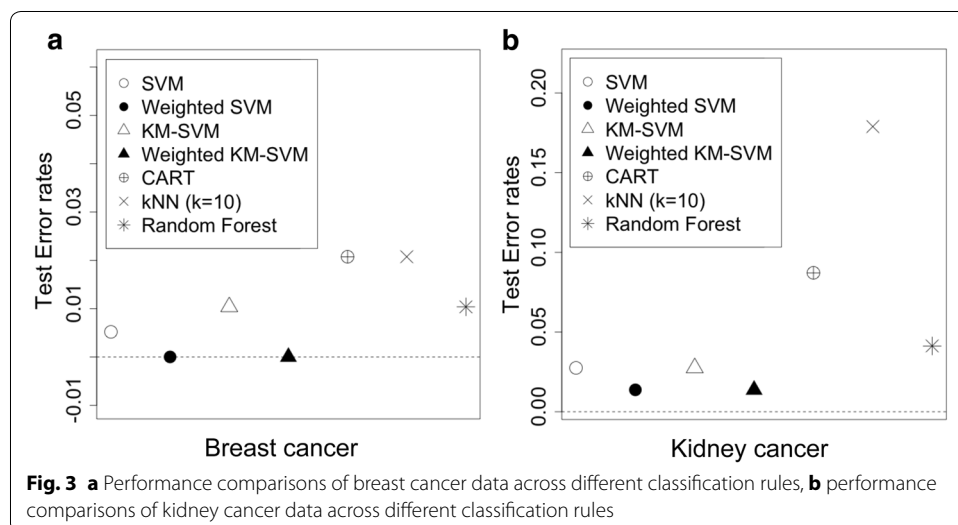 a
Test Error rates
0.05
0.03
0.01
-0.01
SVM
Weighted SVM
KM-SVM
Weighted KM-SVM
CART
kNN (k=10)
Random Forest
Breast cancer
b
Test Error rates
0.20
0.15
0.10
0.05
0.00
SVM
Weighted SVM
KM-SVM
Weighted KM-SVM
CART
kNN (k=10)
Random Forest
Kidney cancer
Fig. 3 a Performance comparisons of breast cancer data across different classification rules, b performance
comparisons of kidney cancer data across different classification rules